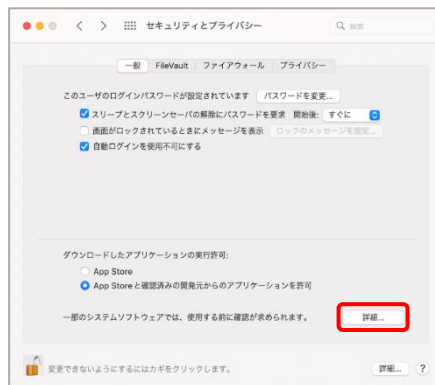 セキュリティとプライバシー
検索
一般 FileVault ファイアウォール プライバシー
このユーザのログインパスワードが設定されています パスワードを変更...
スリープとスクリーンセーバの解除にパスワードを要求 開始後: すぐに
画面がロックされているときにメッセージを表示 ロックのメッセージを設定...
自動ログインを使用不可にする
ダウンロードしたアプリケーションの実行許可:
App Store
App Storeと確認済みの開発元からのアプリケーションを許可
一部のシステムソフトウェアでは、使用する前に確認が求められます。 詳細...
変更できないようにするにはカギをクリックします。 詳細... ?